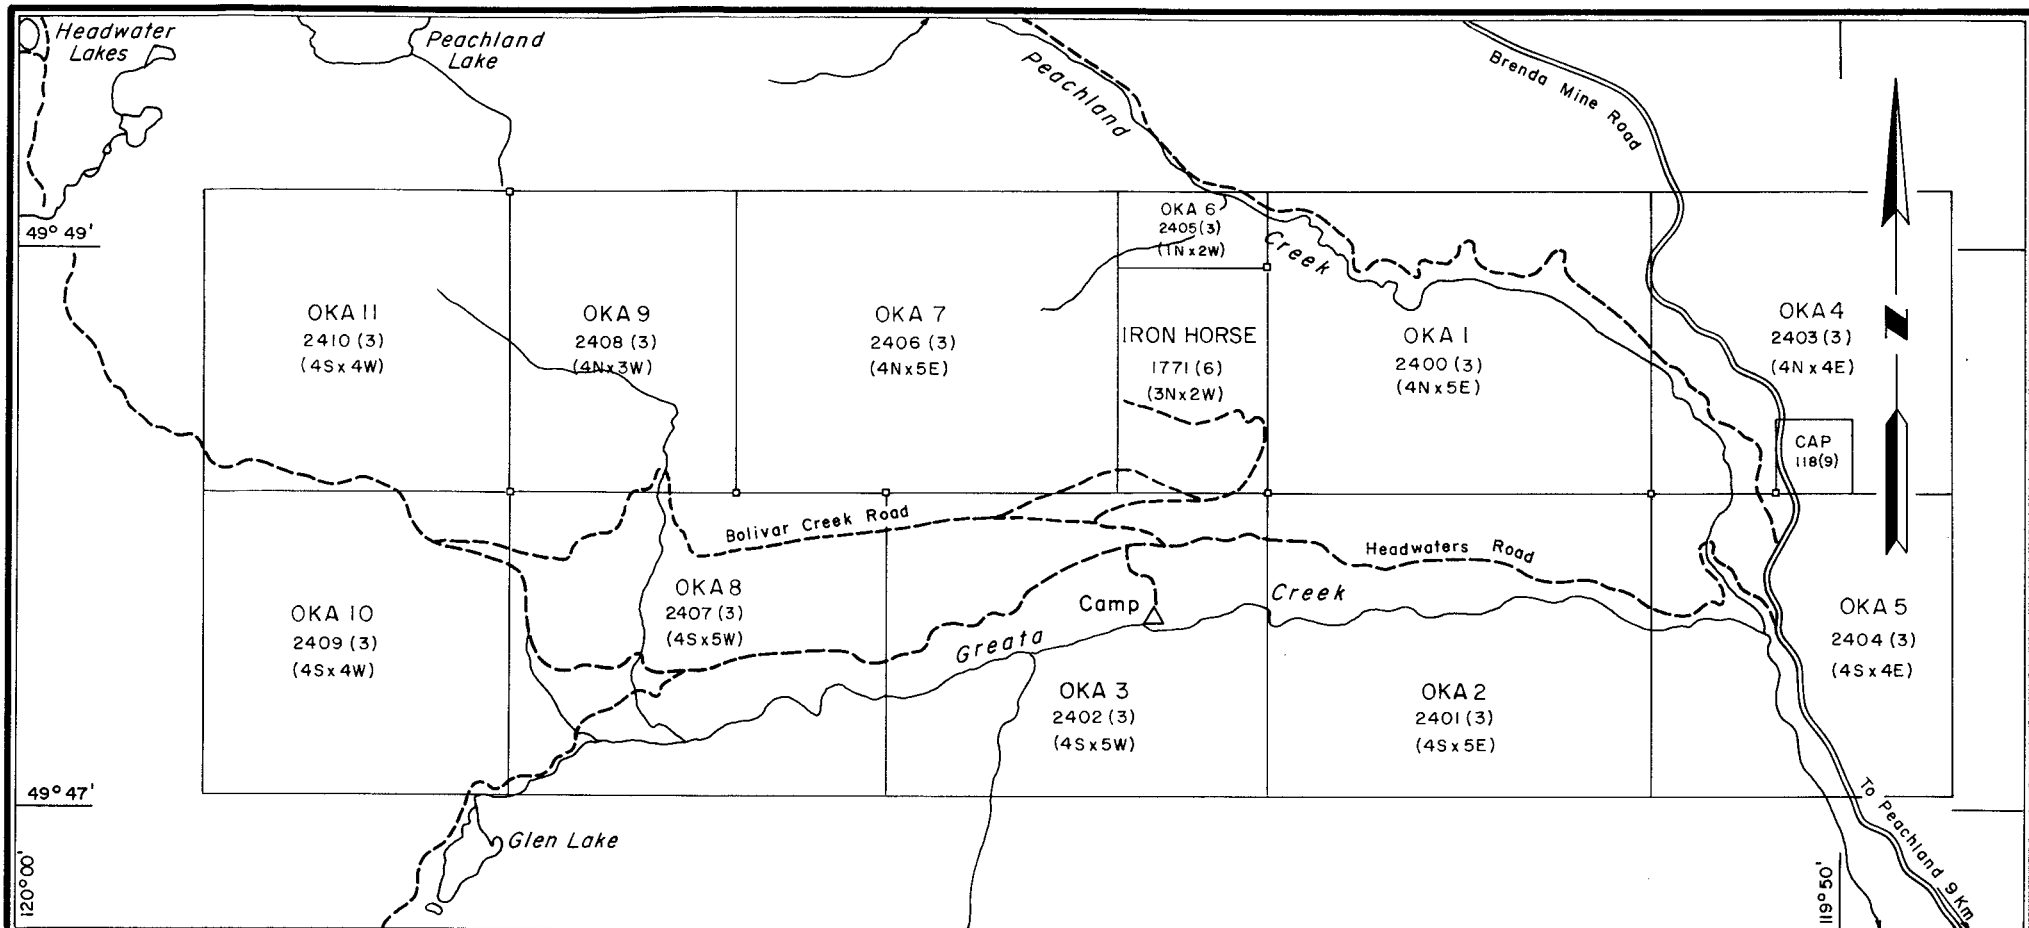 Headwater
Lakes
Peachland
Lake
Peachland
Creek
Brenda Mine Road
49° 49'
OKA 6
2405(3)
(1N x 2W)
OKA 11
2410 (3)
(4S x 4W)
OKA 9
2408 (3)
(4N x 3W)
OKA 7
2406 (3)
(4N x 5E)
IRON HORSE
1771 (6)
(3N x 2W)
OKA 1
2400 (3)
(4N x 5E)
OKA 4
2403 (3)
(4N x 4E)
N
CAP
118(9)
Bolivar Creek Road
Headwaters Road
OKA 10
2409 (3)
(4S x 4W)
OKA 8
2407 (3)
(4S x 5W)
Camp
Greata Creek
OKA 5
2404 (3)
(4S x 4E)
OKA 3
2402 (3)
(4S x 5W)
OKA 2
2401 (3)
(4S x 5E)
49° 47'
Glen Lake
To Peachland 9 Km
120° 00'
119° 50'